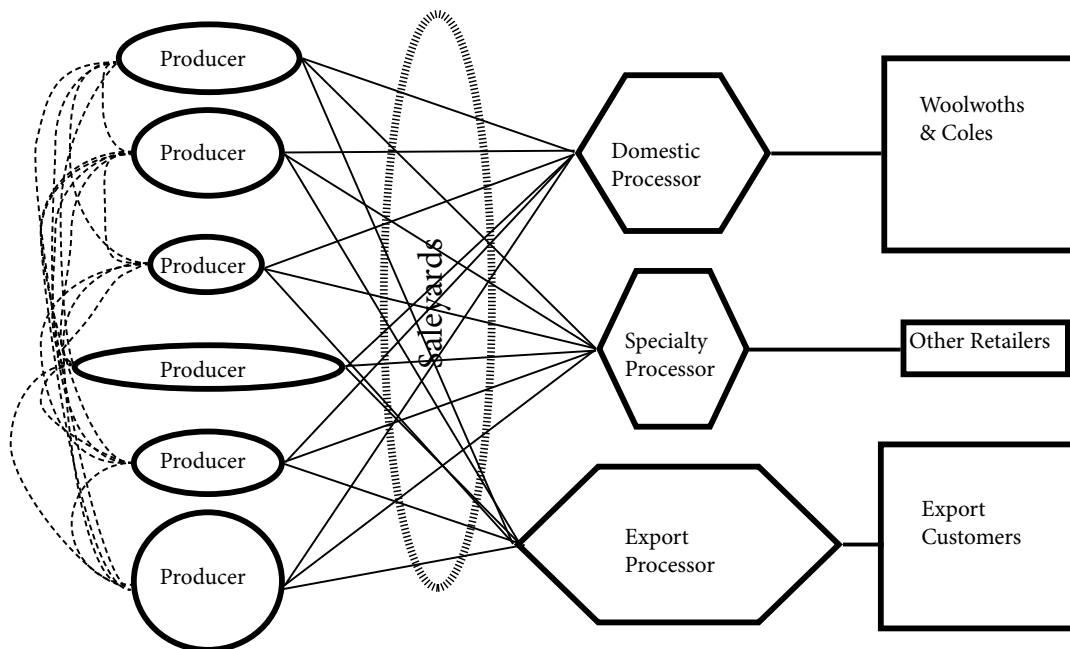 Producer
Producer
Producer
Producer
Producer
Producer
Saleyards
Domestic
Processor
Specialty
Processor
Export
Processor
Woolwoths
& Coles
Other Retailers
Export
Customers